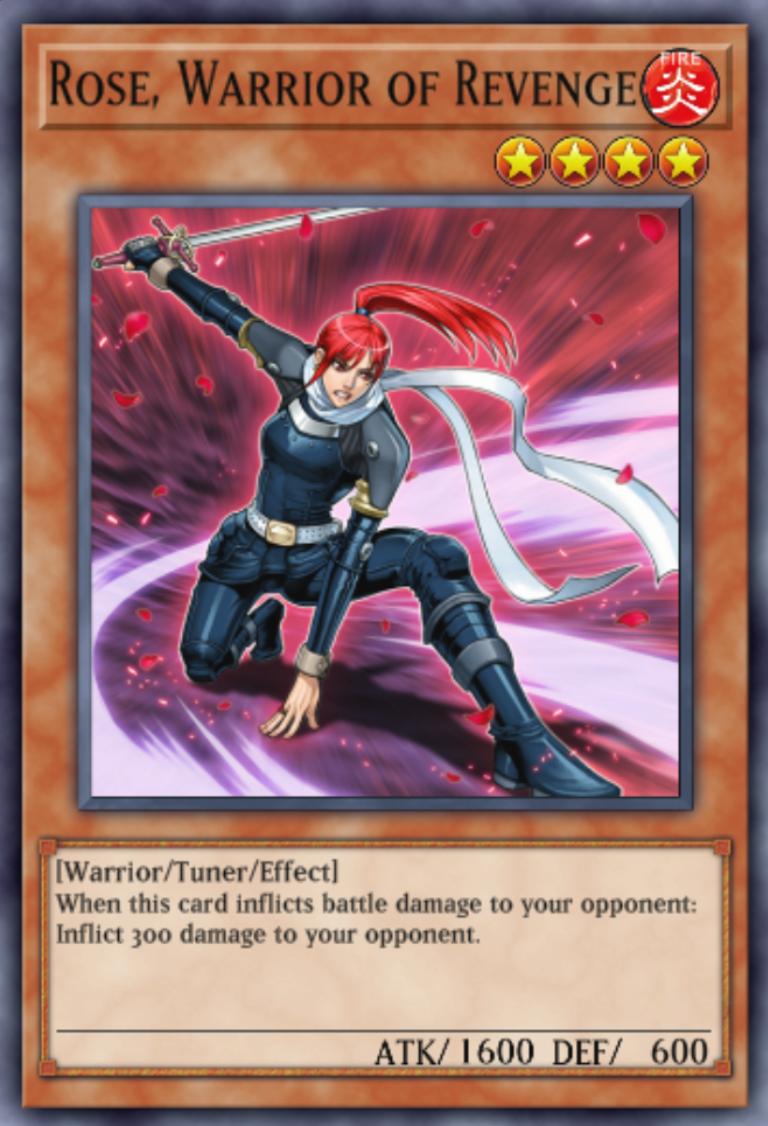 Rose, Warrior of Revenge
FIRE
炎
[Warrior/Tuner/Effect]
When this card inflicts battle damage to your opponent:
Inflict 300 damage to your opponent.
ATK/ 1600 DEF/ 600